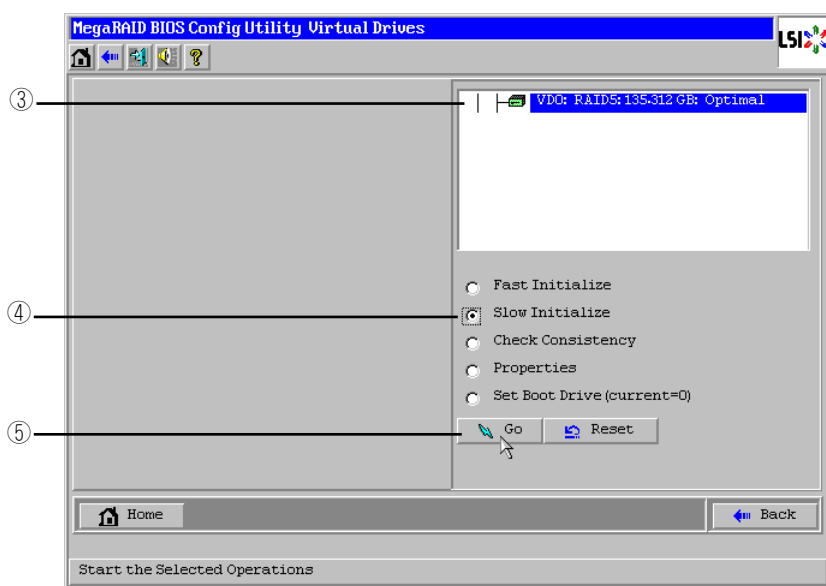 MegaRAID BIOS Config Utility Virtual Drives
LSI
?
③
VD0: RAID5: 135.312 GB: Optimal
Fast Initialize
④
Slow Initialize
Check Consistency
Properties
Set Boot Drive (current=0)
⑤
Go
Reset
Home
Back
Start the Selected Operations